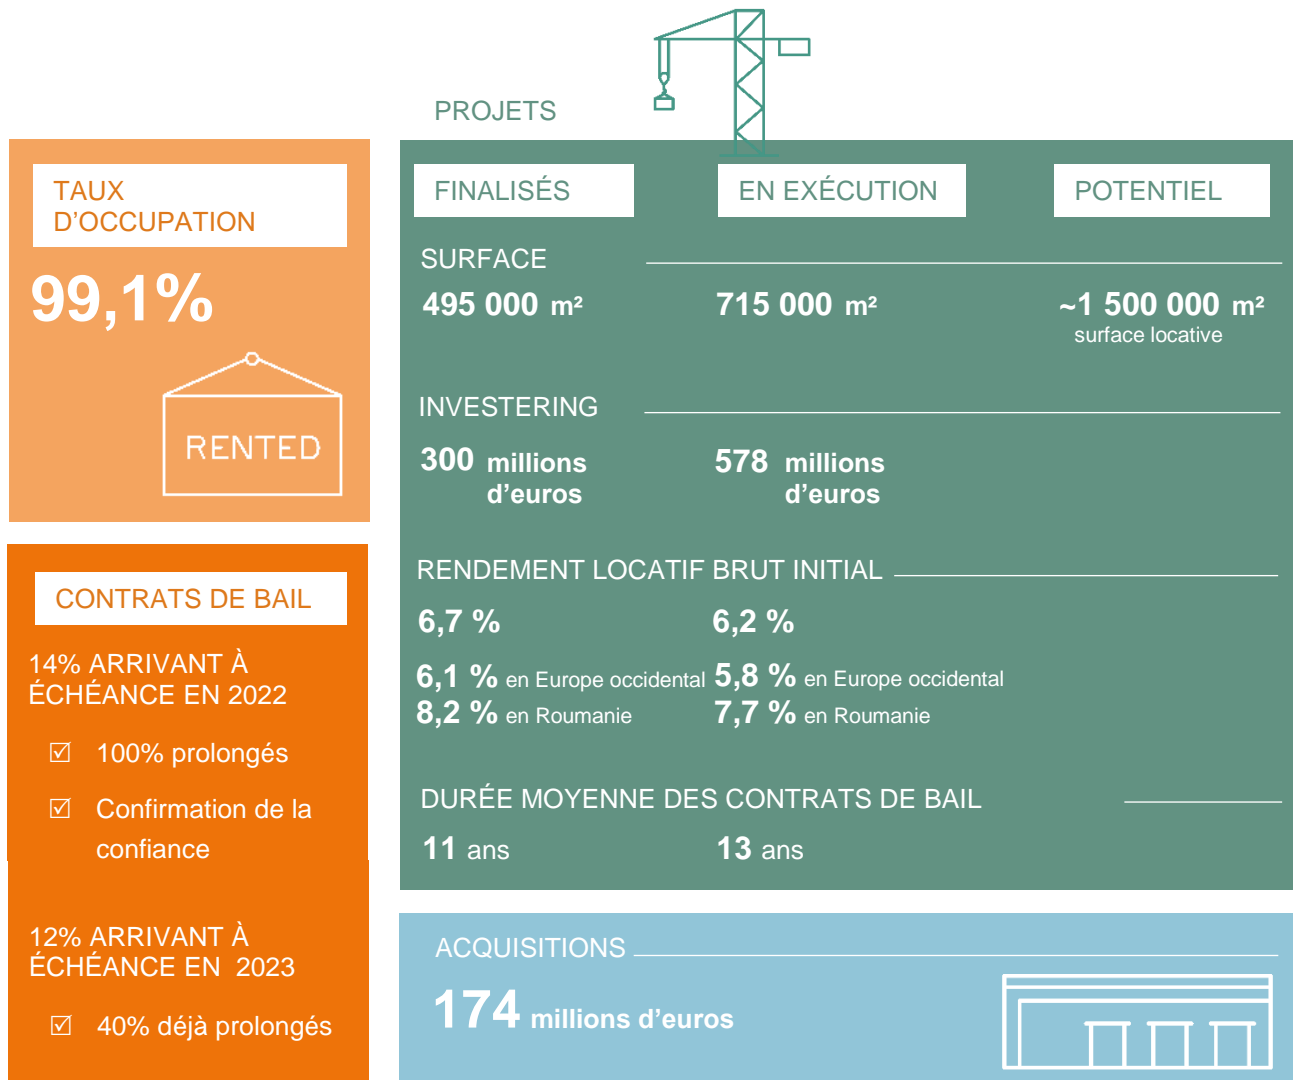 PROJETS
TAUX
D'OCCUPATION
99,1%
RENTED
CONTRATS DE BAIL
14% ARRIVANT À
ÉCHÉANCE EN 2022
☑ 100% prolongés
☑ Confirmation de la
confiance
12% ARRIVANT À
ÉCHÉANCE EN 2023
☑ 40% déjà prolongés
FINALISÉS EN EXÉCUTION POTENTIEL
SURFACE
495 000 m² 715 000 m² ~1 500 000 m²
surface locative
INVESTERING
300 millions d'euros 578 millions d'euros
RENDEMENT LOCATIF BRUT INITIAL
6,7 % 6,2 %
6,1 % en Europe occidental 5,8 % en Europe occidental
8,2 % en Roumanie 7,7 % en Roumanie
DURÉE MOYENNE DES CONTRATS DE BAIL
11 ans 13 ans
ACQUISITIONS
174 millions d'euros